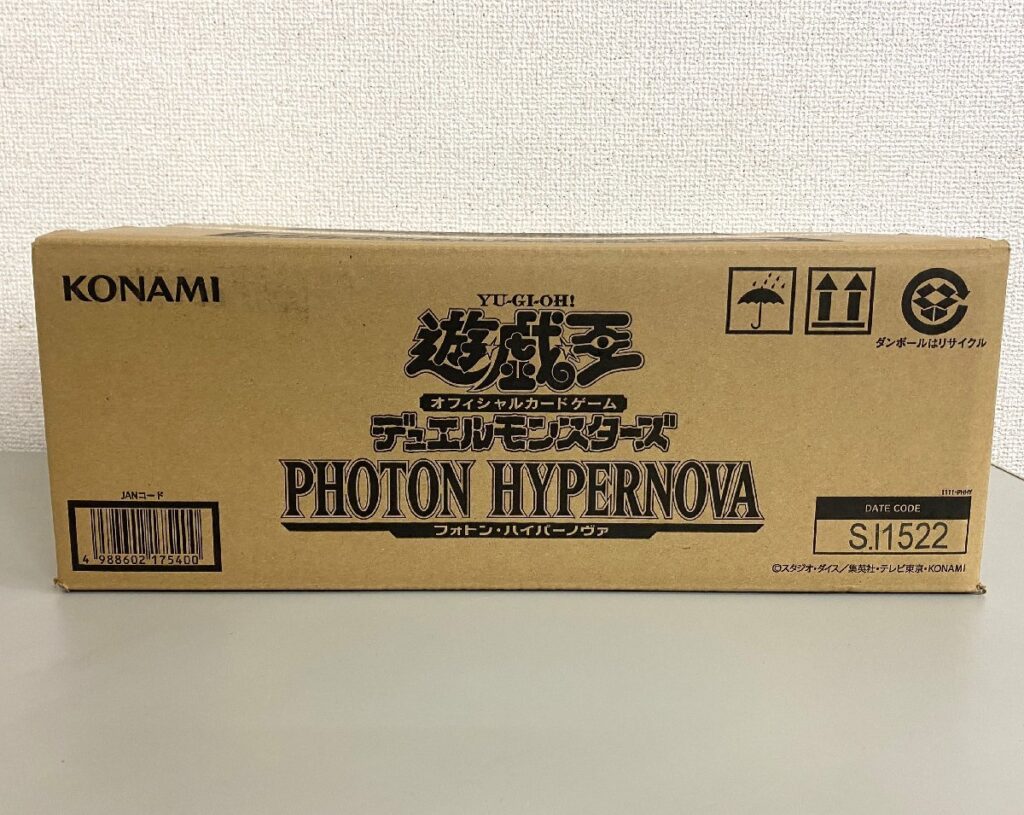 KONAMI
YU-GI-OH!
遊戯王
オフィシャルカードゲーム
デュエルモンスターズ
PHOTON HYPERNOVA
フォトン・ハイパーノヴァ
ダンボールはリサイクル
JANコード
4 988602 175400
DATE CODE
S.I1522
©スタジオ・ダイス/集英社・テレビ東京・KONAMI